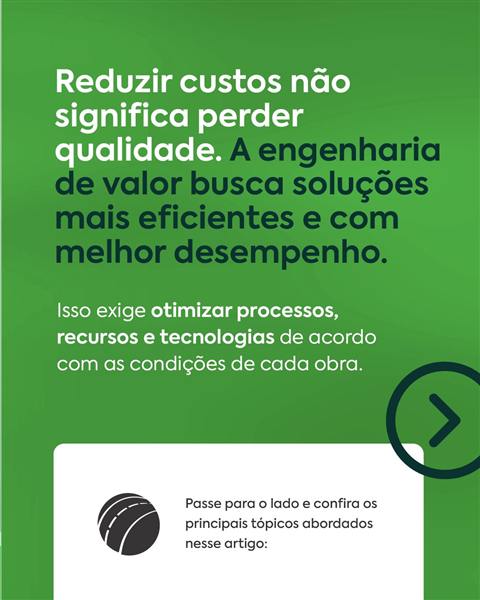 Reduzir custos não
significa perder
qualidade. A engenharia
de valor busca soluções
mais eficientes e com
melhor desempenho.
Isso exige otimizar processos,
recursos e tecnologias de acordo
com as condições de cada obra.
Passe para o lado e confira os
principais tópicos abordados
nesse artigo: